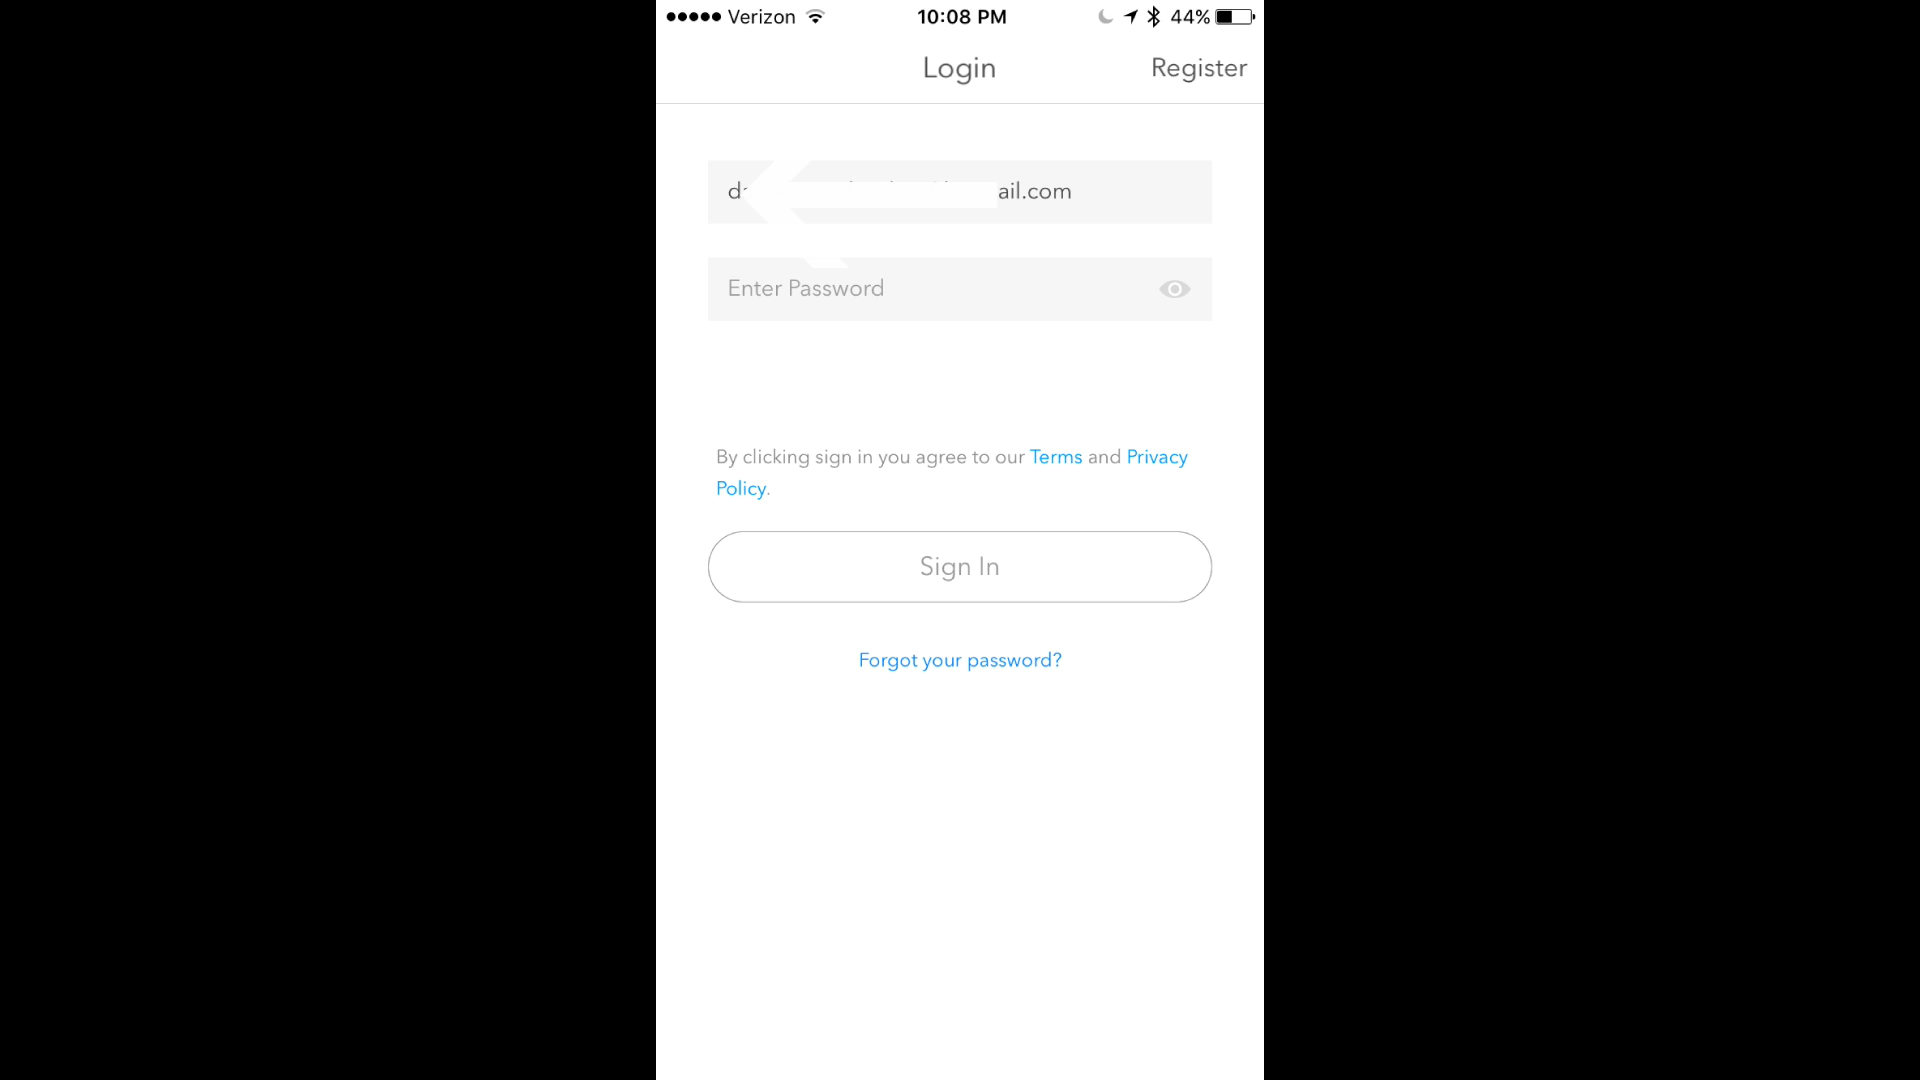 Verizon 10:08 PM 44%
Login Register
ail.com
Enter Password
By clicking sign in you agree to our Terms and Privacy
Policy.
Sign In
Forgot your password?